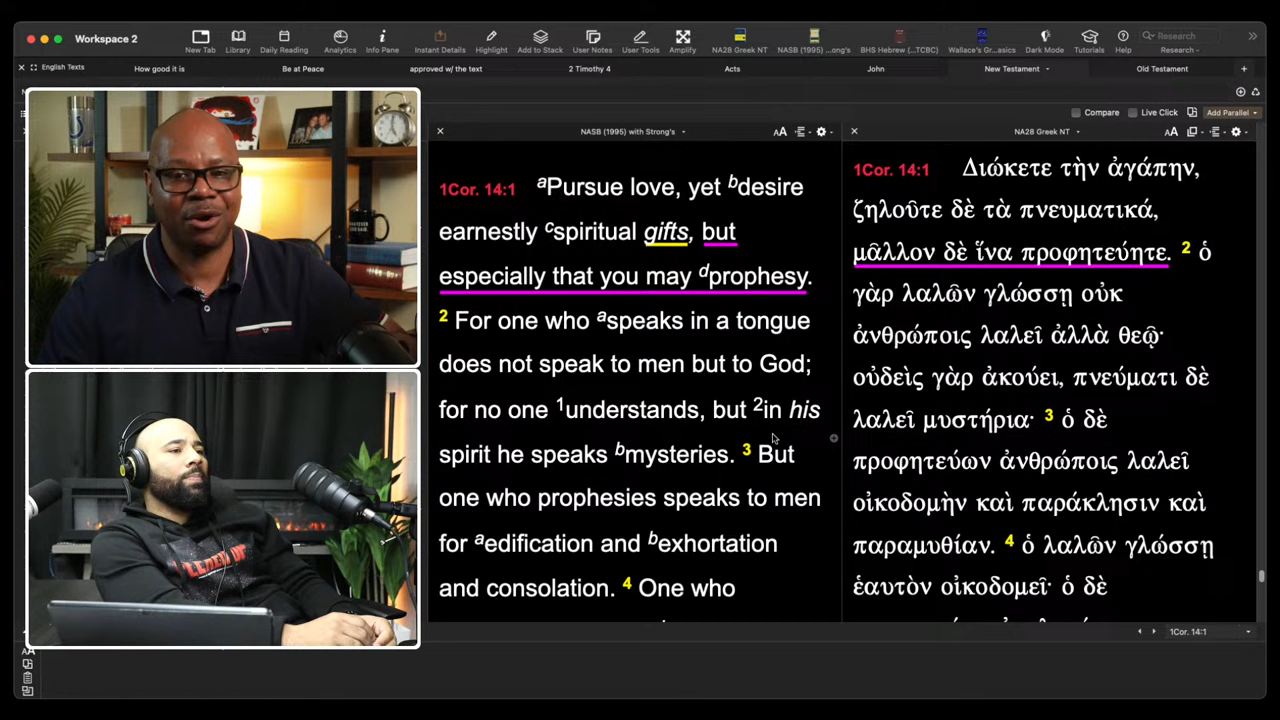 Workspace 2
New Tab
Library
Daily Reading
Analytics
Info Pane
Instant Details
Highlight
Add to Stack
User Notes
User Tools
Amplify
NA28 Greek NT
NASB (1995) ...ong's
BHS Hebrew (...TCBC)
Wallace's Gr...asics
Dark Mode
Tutorials
Help
Research
Research
English Texts
How good it is
Be at Peace
approved w/ the text
2 Timothy 4
Acts
John
New Testament
Old Testament
Compare
Live Click
Add Parallel
NASB (1995) with Strong's
1Cor. 14:1 aPursue love, yet bdesire
earnestly cspiritual gifts, but
especially that you may dprophesy.
2 For one who aspeaks in a tongue
does not speak to men but to God;
for no one 1understands, but 2in his
spirit he speaks bmysteries. 3 But
one who prophesies speaks to men
for aedification and bexhortation
and consolation. 4 One who
NA28 Greek NT
1Cor. 14:1 Διώκετε τὴν ἀγάπην,
ζηλοῦτε δὲ τὰ πνευματικά,
μᾶλλον δὲ ἵνα προφητεύητε. 2 ὁ
γὰρ λαλῶν γλώσσῃ οὐκ
ἀνθρώποις λαλεῖ ἀλλὰ θεῷ·
οὐδεὶς γὰρ ἀκούει, πνεύματι δὲ
λαλεῖ μυστήρια· 3 ὁ δὲ
προφητεύων ἀνθρώποις λαλεῖ
οἰκοδομὴν καὶ παράκλησιν καὶ
παραμυθίαν. 4 ὁ λαλῶν γλώσσῃ
ἑαυτὸν οἰκοδομεῖ· ὁ δὲ
1Cor. 14:1